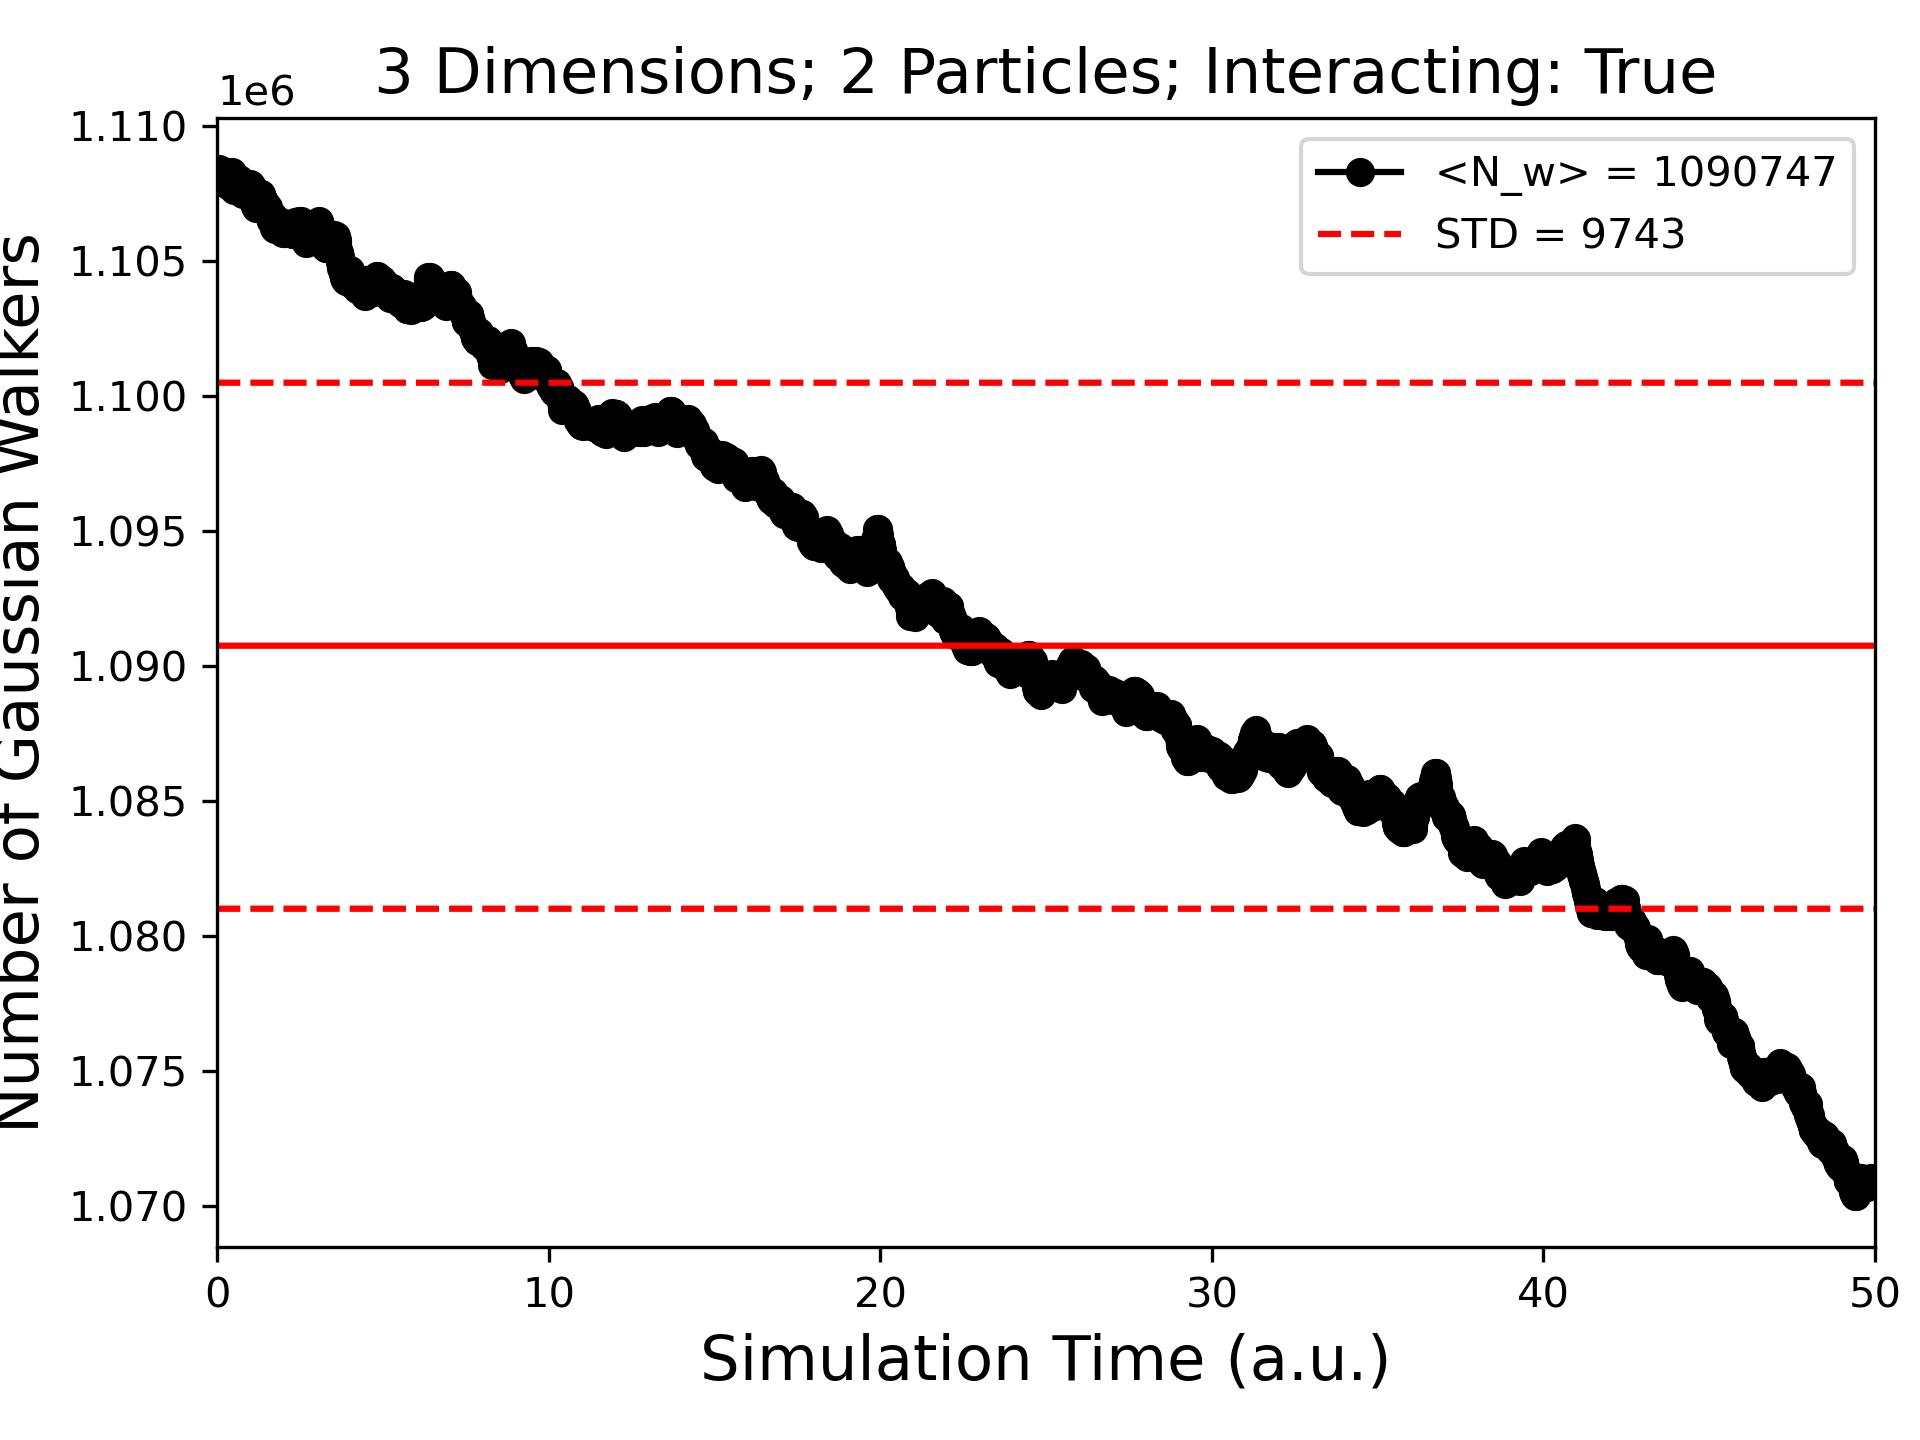 3 Dimensions; 2 Particles; Interacting: True
1e6
<N_w> = 1090747
STD = 9743
Number of Gaussian Walkers
1.110
1.105
1.100
1.095
1.090
1.085
1.080
1.075
1.070
0 10 20 30 40 50
Simulation Time (a.u.)